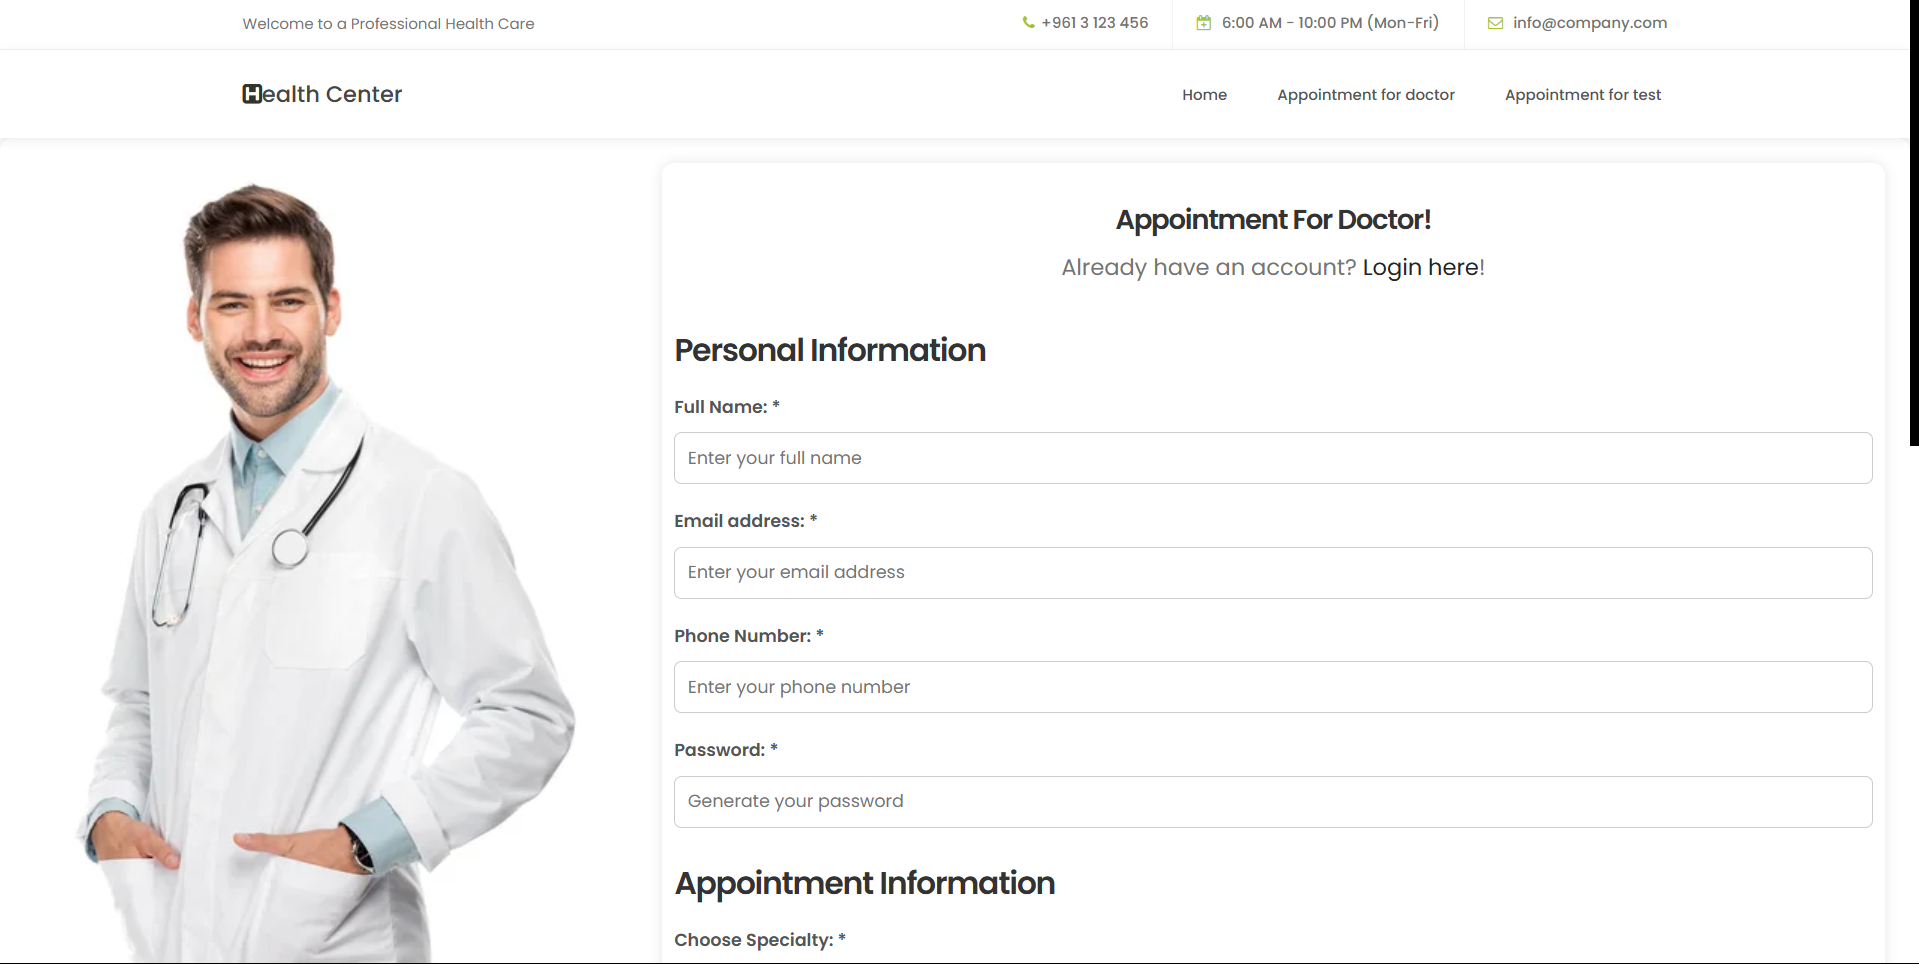 Welcome to a Professional Health Care
+961 3 123 456
6:00 AM - 10:00 PM (Mon-Fri)
info@company.com
Health Center
Home
Appointment for doctor
Appointment for test
Appointment For Doctor!
Already have an account? Login here!
Personal Information
Full Name: *
Enter your full name
Email address: *
Enter your email address
Phone Number: *
Enter your phone number
Password: *
Generate your password
Appointment Information
Choose Specialty: *